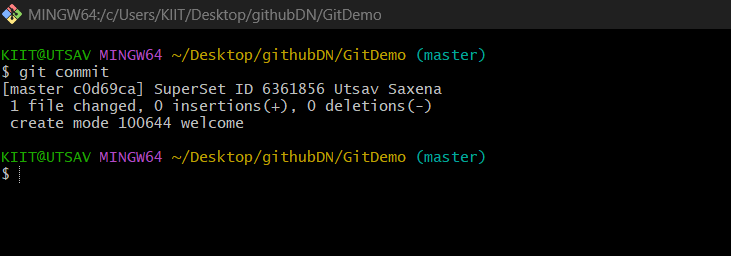 MINGW64:/c/Users/KIIT/Desktop/githubDN/GitDemo
KIIT@UTSAV MINGW64 ~/Desktop/githubDN/GitDemo (master)
$ git commit
[master c0d69ca] SuperSet ID 6361856 Utsav Saxena
 1 file changed, 0 insertions(+), 0 deletions(-)
 create mode 100644 welcome
KIIT@UTSAV MINGW64 ~/Desktop/githubDN/GitDemo (master)
$